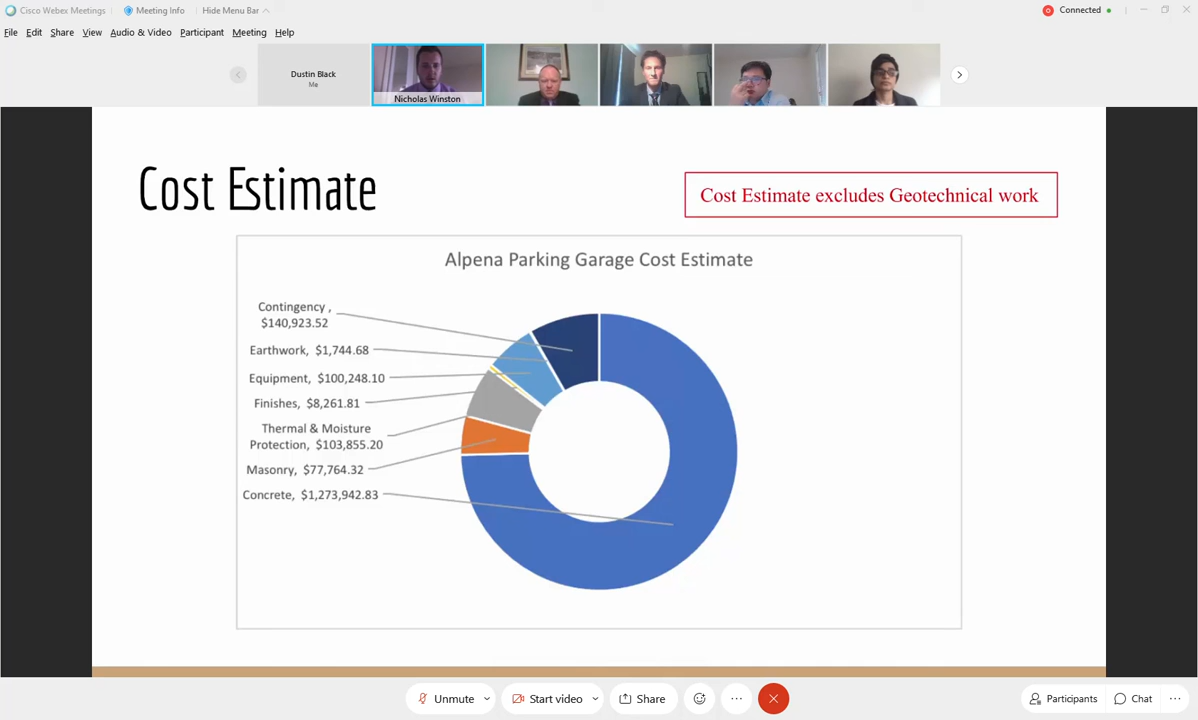 Cisco Webex Meetings
Meeting Info
Hide Menu Bar
Connected
File Edit Share View Audio & Video Participant Meeting Help
Dustin Black
Me
Nicholas Winston
Cost Estimate
Cost Estimate excludes Geotechnical work
Alpena Parking Garage Cost Estimate
Contingency ,
$140,923.52
Earthwork, $1,744.68
Equipment, $100,248.10
Finishes, $8,261.81
Thermal & Moisture
Protection, $103,855.20
Masonry, $77,764.32
Concrete, $1,273,942.83
Unmute
Start video
Share
Participants
Chat